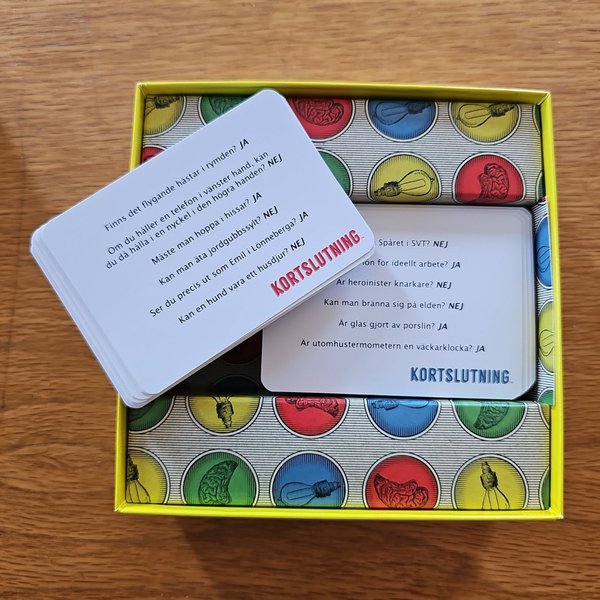 Finns det flygande hästar i rymden? JA
Om du håller en telefon i vänster hand, kan
du då hålla i en nyckel i den högra handen? NEJ
Måste man hoppa i hissar? JA
Kan man äta jordgubbssylt? NEJ
Ser du precis ut som Emil i Lönneberga? JA
Kan en hund vara ett husdjur? NEJ
KORTSLUTNING
Spåret i SVT? NEJ
för ideellt arbete? JA
Är heroinister knarkare? NEJ
Kan man bränna sig på elden? NEJ
Är glas gjort av porslin? JA
Är utomhustermometern en väckarklocka? JA
KORTSLUTNING